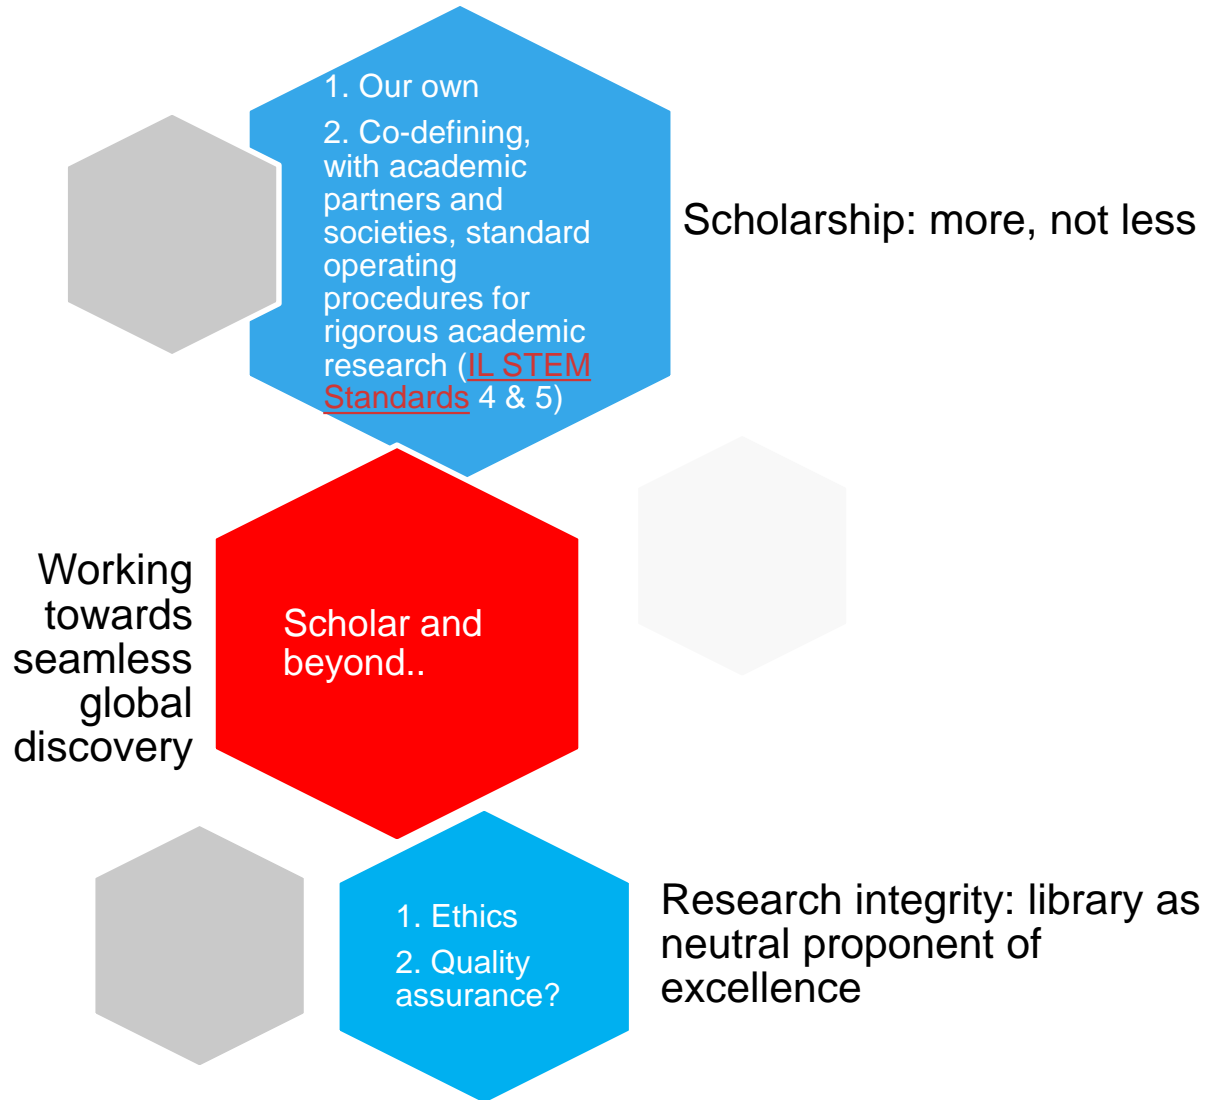 1. Our own
2. Co-defining,
with academic
partners and
societies, standard
operating
procedures for
rigorous academic
research (IL STEM
Standards 4 & 5)
Scholarship: more, not less
Working
towards
seamless
global
discovery
Scholar and
beyond..
1. Ethics
2. Quality
assurance?
Research integrity: library as
neutral proponent of
excellence